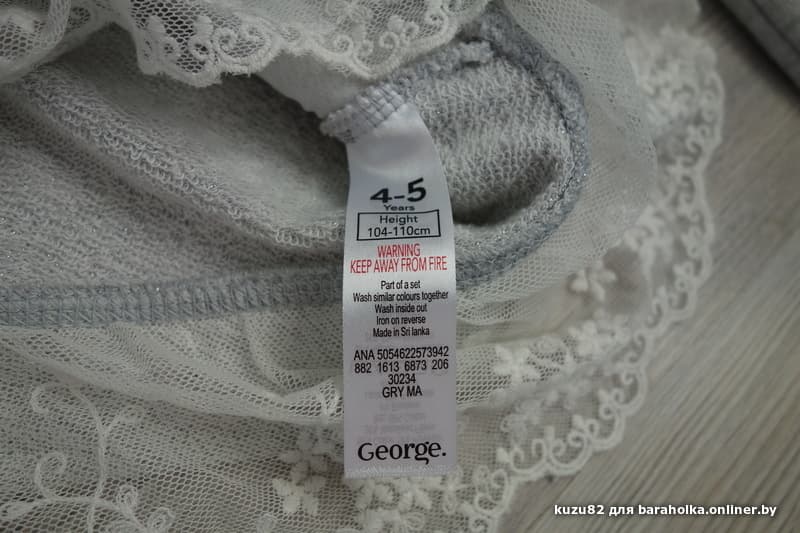 4-5
Years
Height
104-110cm
WARNING
KEEP AWAY FROM FIRE
Part of a set
Wash similar colours together
Wash inside out
Iron on reverse
Made in Sri lanka
ANA 5054622573942
882 1613 6873 206
30234
GRY MA
George.
kuzu82 для baraholka.onliner.by